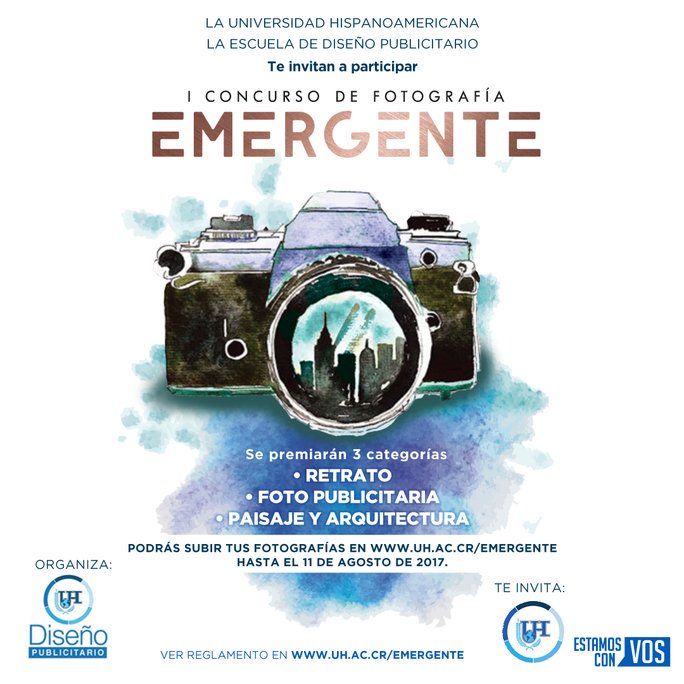 LA UNIVERSIDAD HISPANOAMERICANA
LA ESCUELA DE DISEÑO PUBLICITARIO
Te invitan a participar
I CONCURSO DE FOTOGRAFÍA
EMERGENTE
Se premiarán 3 categorías
• RETRATO
• FOTO PUBLICITARIA
• PAISAJE Y ARQUITECTURA
PODRÁS SUBIR TUS FOTOGRAFÍAS EN WWW.UH.AC.CR/EMERGENTE
HASTA EL 11 DE AGOSTO DE 2017.
ORGANIZA:
UH
Diseño
PUBLICITARIO
VER REGLAMENTO EN WWW.UH.AC.CR/EMERGENTE
TE INVITA:
UH
ESTAMOS
CON VOS